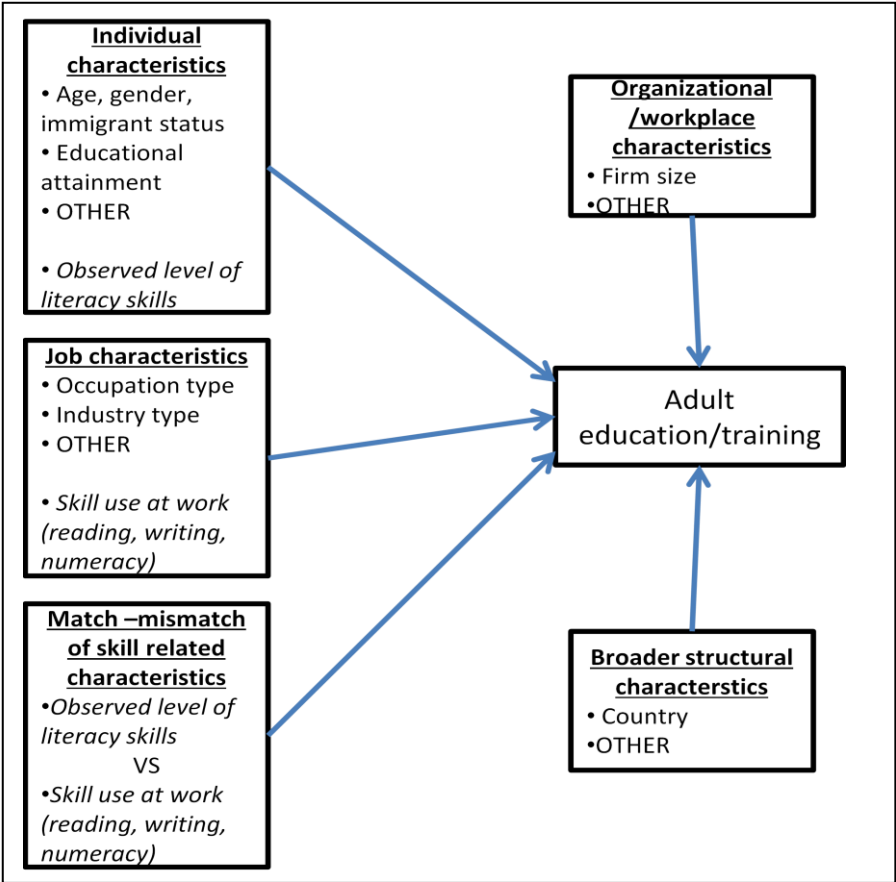 Individual
characteristics
• Age, gender,
immigrant status
• Educational
attainment
• OTHER
• Observed level of
literacy skills
Job characteristics
• Occupation type
• Industry type
• OTHER
• Skill use at work
(reading, writing,
numeracy)
Match –mismatch
of skill related
characteristics
•Observed level of
literacy skills
VS
•Skill use at work
(reading, writing,
numeracy)
Organizational
/workplace
characteristics
• Firm size
•OTHER
Adult
education/training
Broader structural
characterstics
• Country
•OTHER